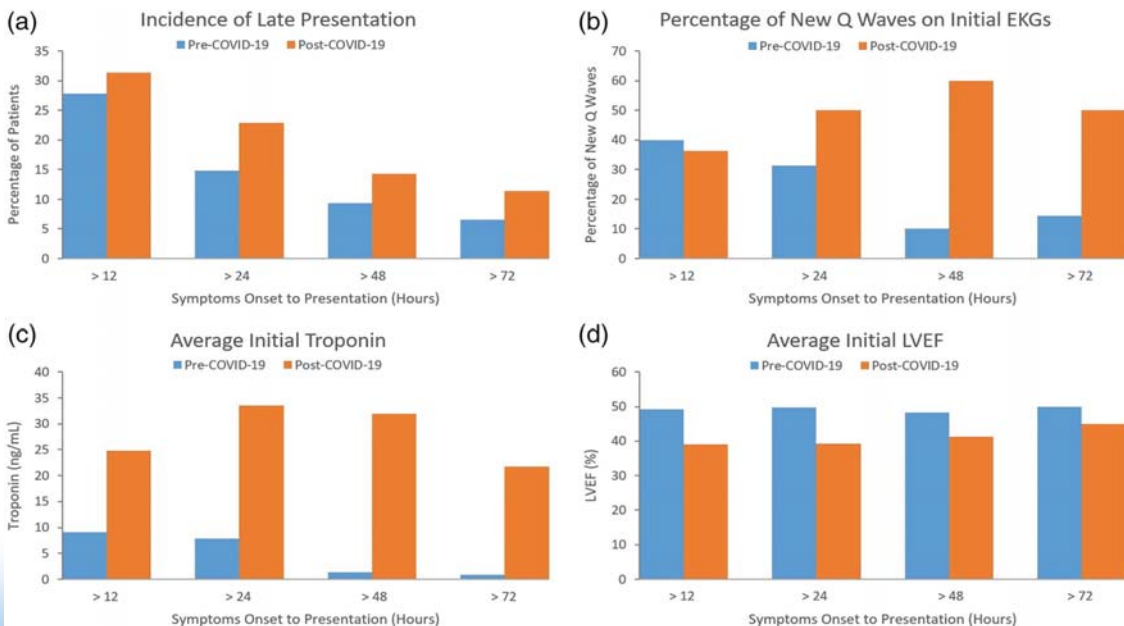 (a)
Incidence of Late Presentation
Pre-COVID-19 Post-COVID-19
Percentage of Patients
35
30
25
20
15
10
5
0
> 12 > 24 > 48 > 72
Symptoms Onset to Presentation (Hours)
(b)
Percentage of New Q Waves on Initial EKGs
Pre-COVID-19 Post-COVID-19
Percentage of New Q Waves
70
60
50
40
30
20
10
0
> 12 > 24 > 48 > 72
Symptoms Onset to Presentation (Hours)
(c)
Average Initial Troponin
Pre-COVID-19 Post-COVID-19
Troponin (ng/mL)
40
35
30
25
20
15
10
5
0
> 12 > 24 > 48 > 72
Symptoms Onset to Presentation (Hours)
(d)
Average Initial LVEF
Pre-COVID-19 Post-COVID-19
LVEF (%)
60
50
40
30
20
10
0
> 12 > 24 > 48 > 72
Symptoms Onset to Presentation (Hours)